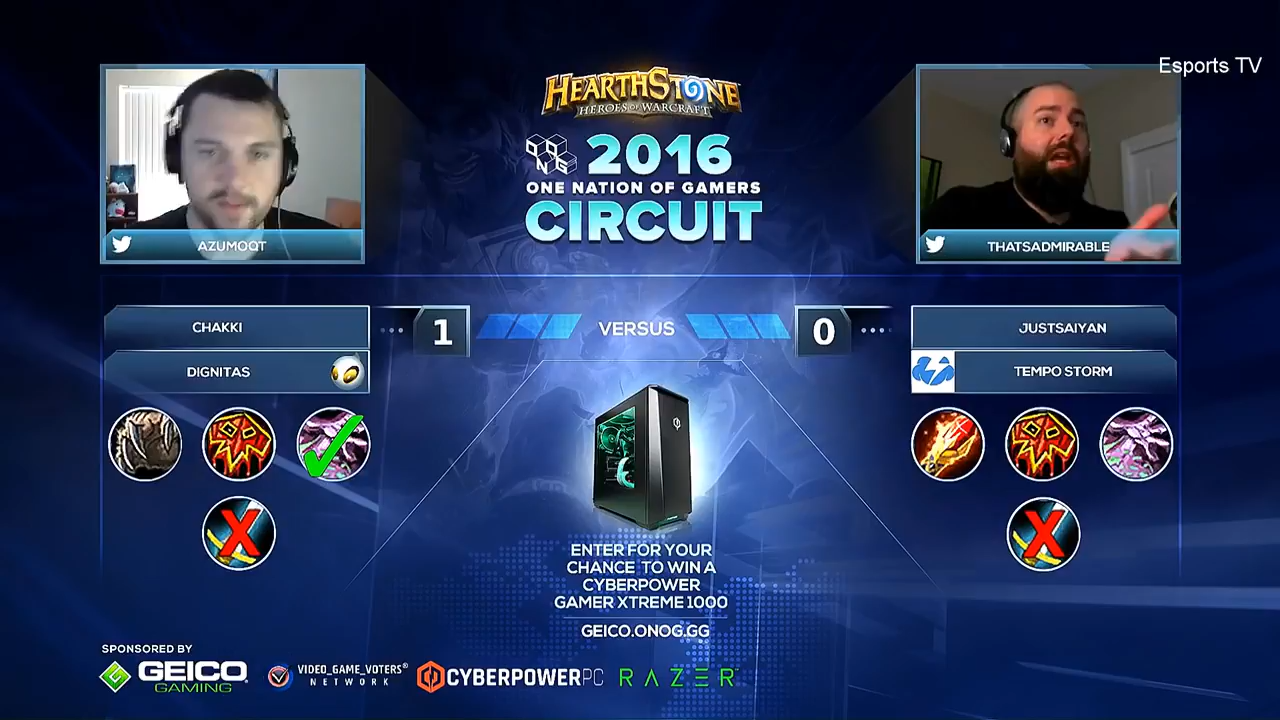 Esports TV
HEARTHSTONE
HEROES OF WARCRAFT
ONOG
2016
ONE NATION OF GAMERS
CIRCUIT
AZUMOQT
THATSADMIRABLE
CHAKKI
1
VERSUS
0
JUSTSAIYAN
DIGNITAS
TEMPO STORM
ENTER FOR YOUR
CHANCE TO WIN A
CYBERPOWER
GAMER XTREME 1000
GEICO.ONOG.GG
SPONSORED BY
GEICO
GAMING
VIDEO_GAME_VOTERS®
NETWORK
CYBERPOWERPC
RAZER™